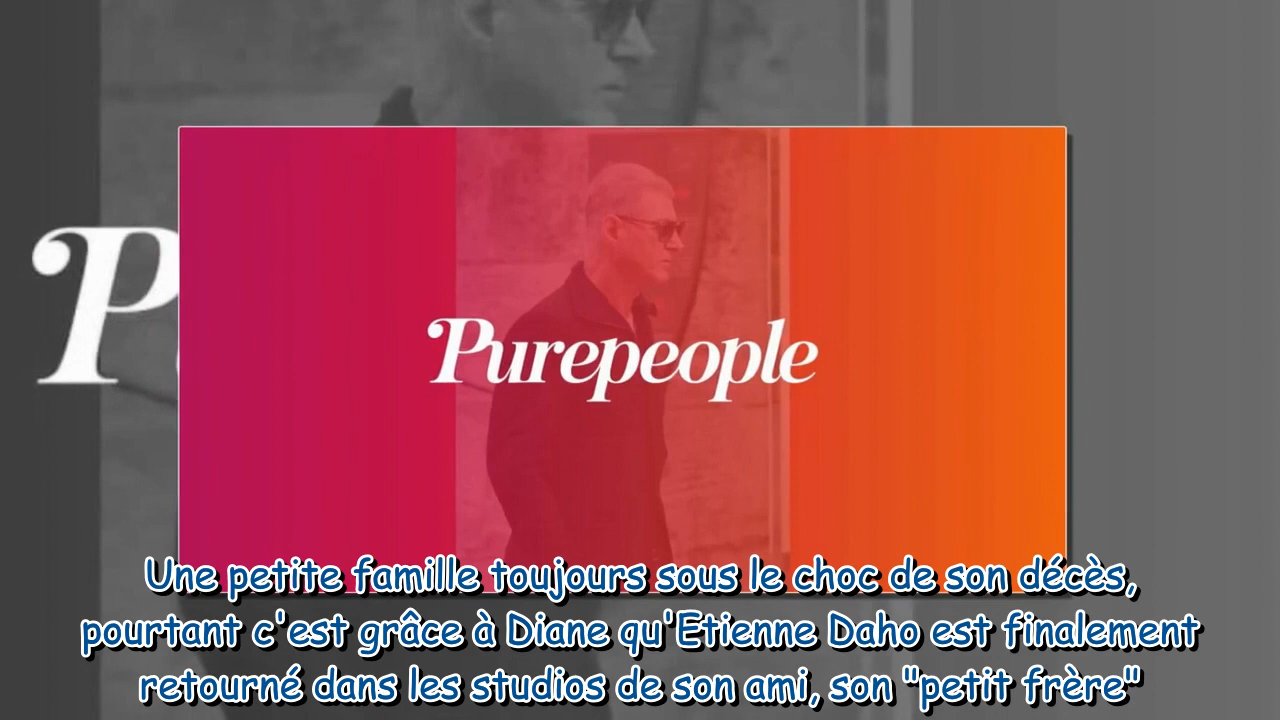 P
Purepeople
Une petite famille toujours sous le choc de son décès,
pourtant c'est grâce à Diane qu'Etienne Daho est finalement
retourné dans les studios de son ami, son "petit frère"